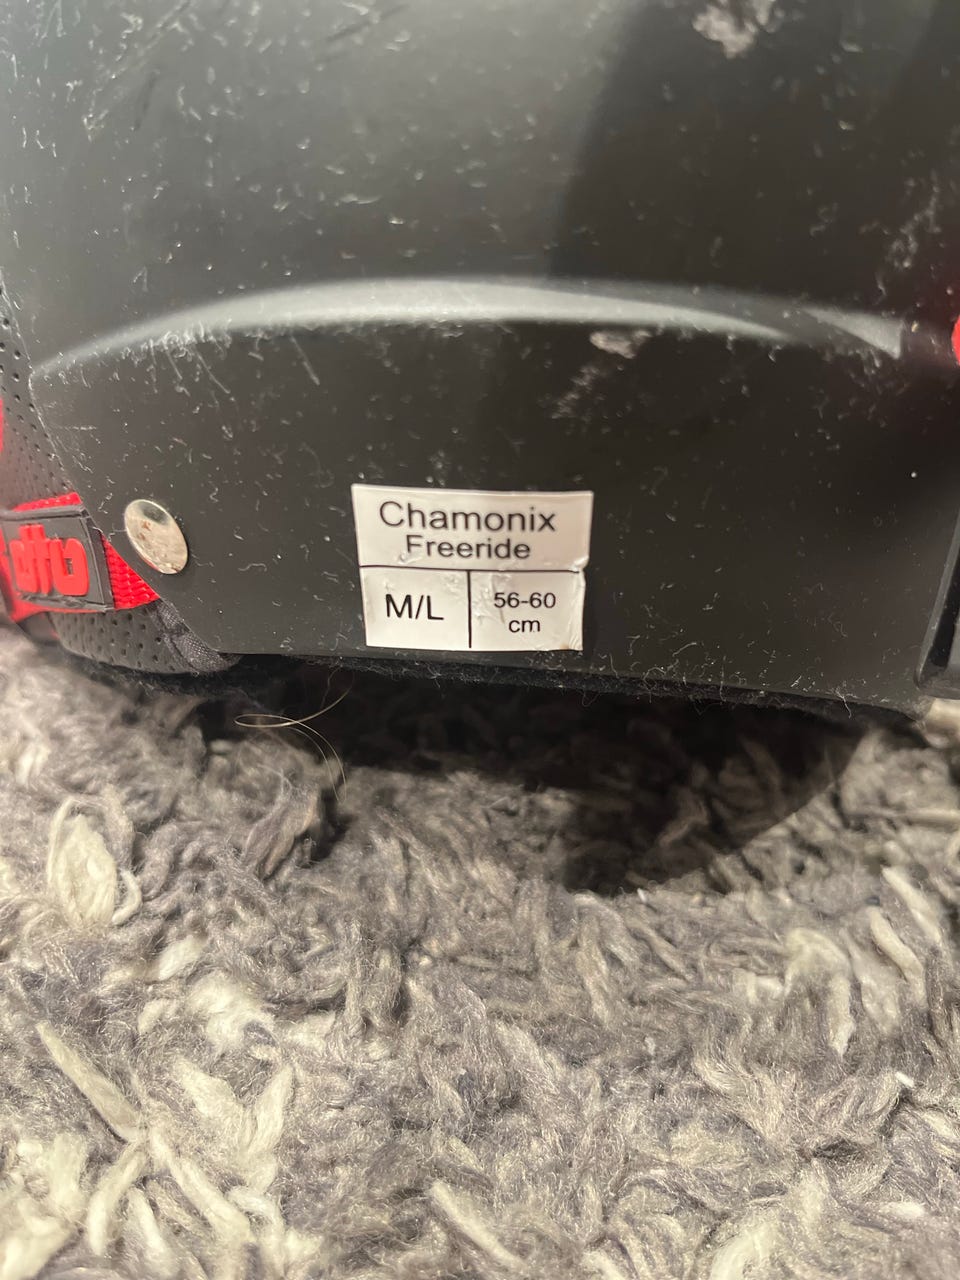 Chamonix
Freeride
M/L
56-60
cm